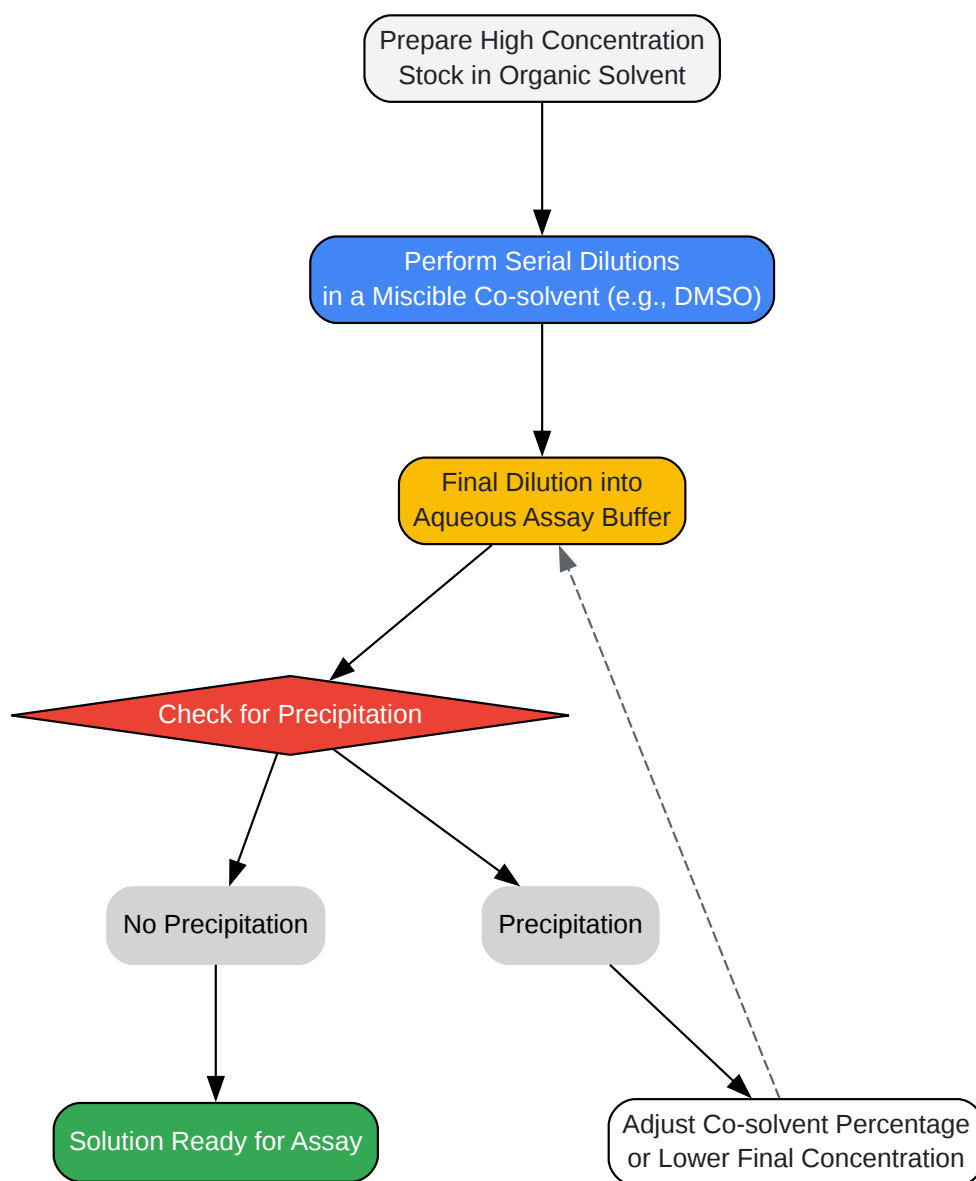 Prepare High Concentration
Stock in Organic Solvent
Perform Serial Dilutions
in a Miscible Co-solvent (e.g., DMSO)
Final Dilution into
Aqueous Assay Buffer
Check for Precipitation
No Precipitation
Precipitation
Solution Ready for Assay
Adjust Co-solvent Percentage
or Lower Final Concentration